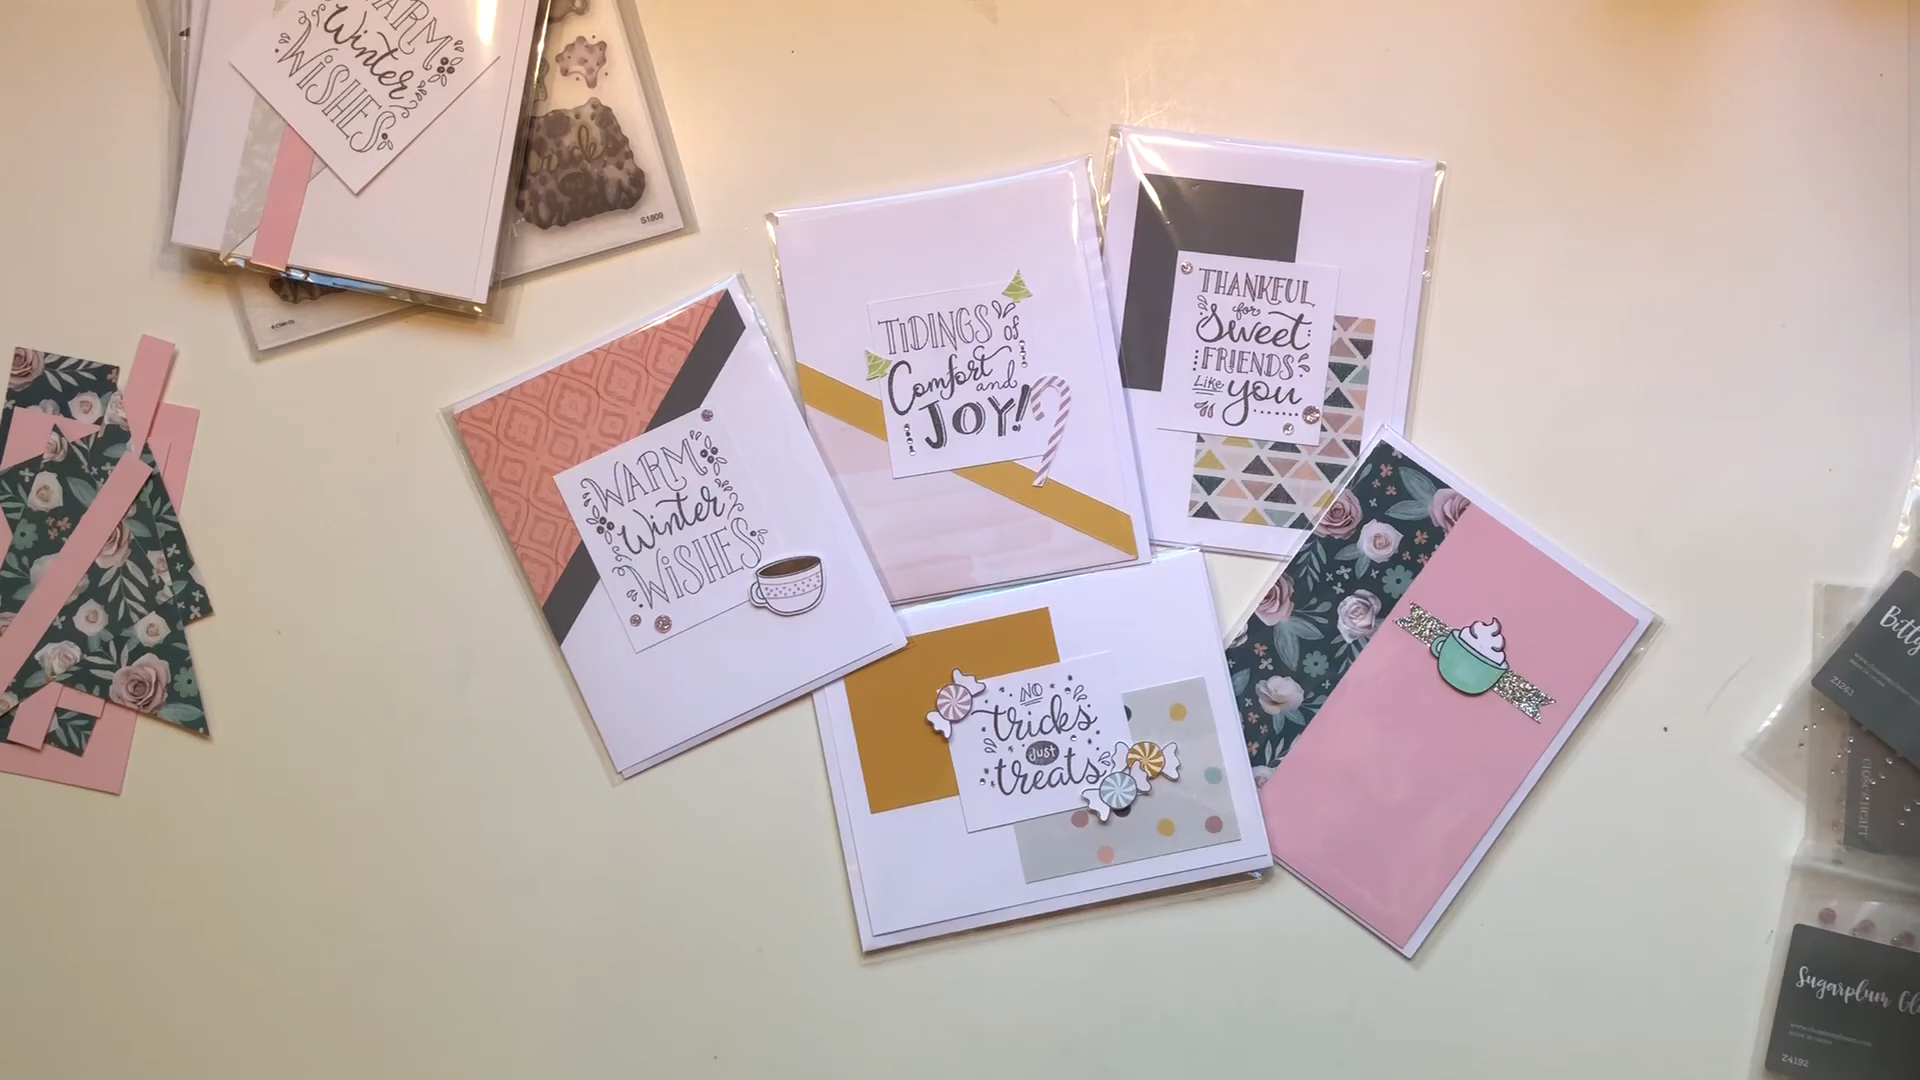 WARM
Winter
WISHES
S1809
WARM
Winter
WISHES
TIDINGS of
Comfort
and
JOY!
THANKFUL
for
Sweet
FRIENDS
Like you
NO
tricks
just
treats
Z1263
Sugarplum
Z4192